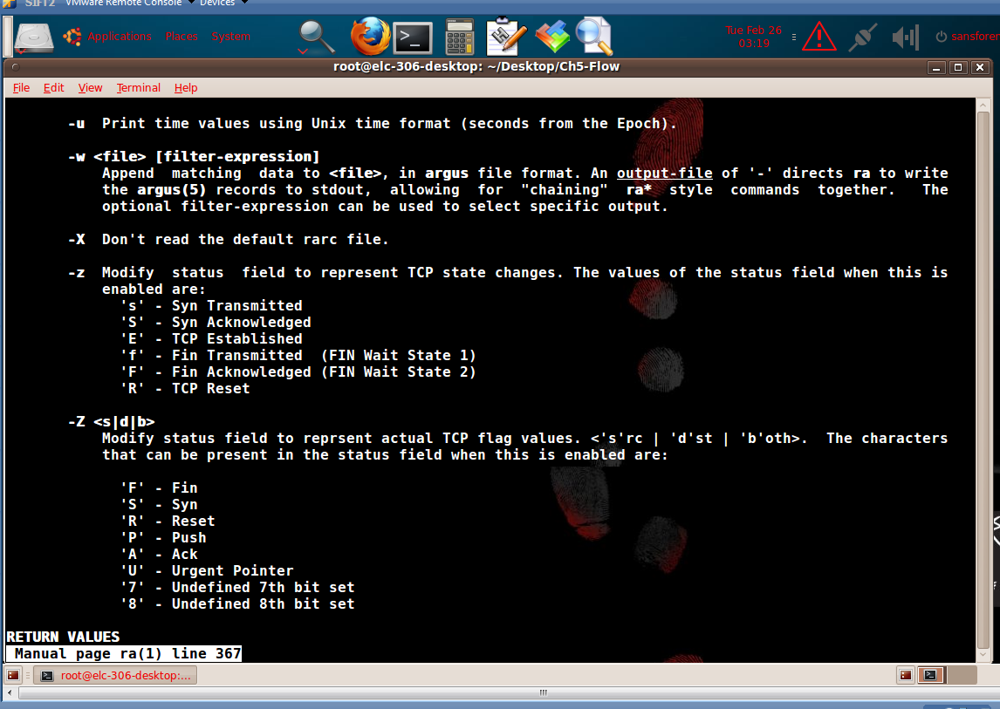 SIFT2 VMware Remote Console Devices
Applications Places System
Tue Feb 26
03:19
root@elc-306-desktop: ~/Desktop/Ch5-Flow
File Edit View Terminal Help
-u Print time values using Unix time format (seconds from the Epoch).
-w <file> [filter-expression]
Append matching data to <file>, in argus file format. An output-file of '-' directs ra to write
the argus(5) records to stdout, allowing for "chaining" ra* style commands together. The
optional filter-expression can be used to select specific output.
-X Don't read the default rarc file.
-z Modify status field to represent TCP state changes. The values of the status field when this is
enabled are:
's' - Syn Transmitted
'S' - Syn Acknowledged
'E' - TCP Established
'f' - Fin Transmitted (FIN Wait State 1)
'F' - Fin Acknowledged (FIN Wait State 2)
'R' - TCP Reset
-Z <s|d|b>
Modify status field to reprsent actual TCP flag values. <'s'rc | 'd'st | 'b'oth>. The characters
that can be present in the status field when this is enabled are:
'F' - Fin
'S' - Syn
'R' - Reset
'P' - Push
'A' - Ack
'U' - Urgent Pointer
'7' - Undefined 7th bit set
'8' - Undefined 8th bit set
RETURN VALUES
Manual page ra(1) line 367
root@elc-306-desktop:...